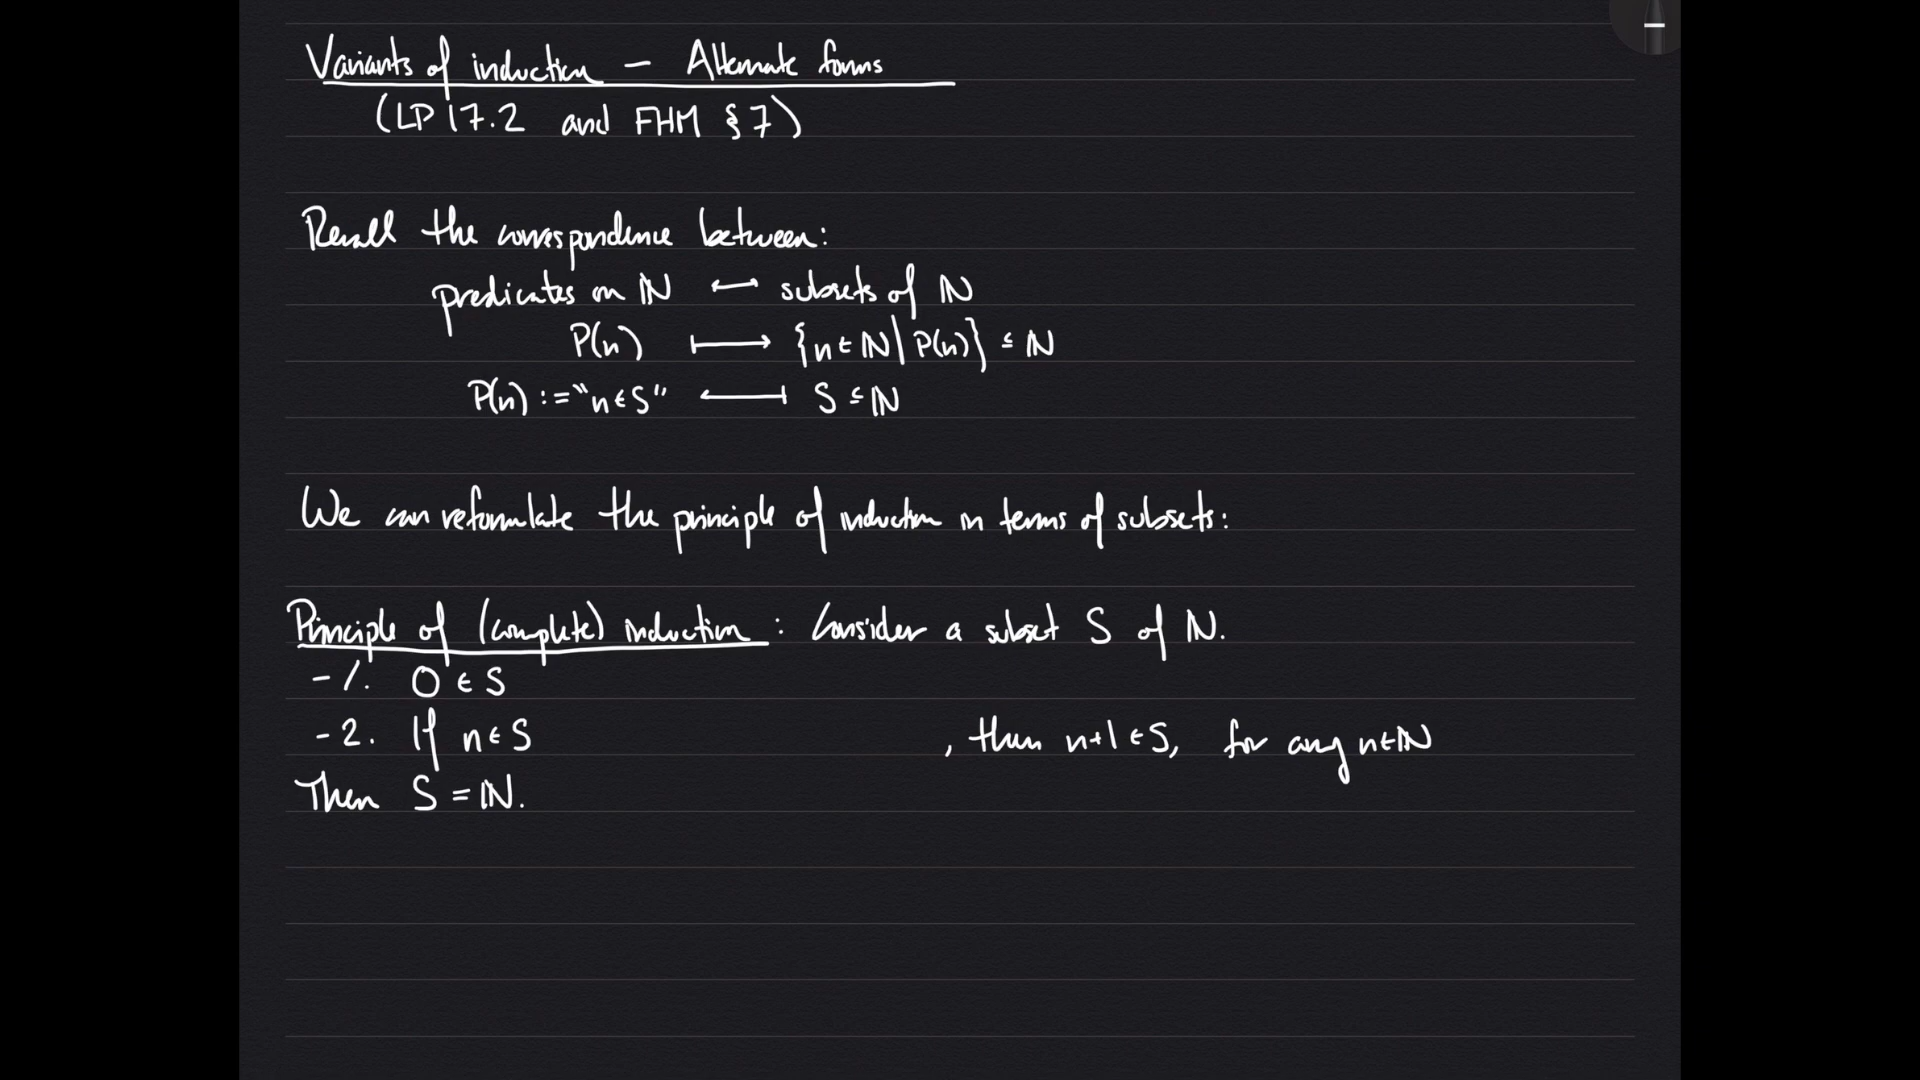 Variants of induction – Alternate forms
(LP 17.2 and FHM §7)
Recall the correspondence between:
predicates on ℕ ↔ subsets of ℕ
P(n) ⟼ {n∈ℕ | P(n)} ⊆ ℕ
P(n) := "n∈S" ⟻ S ⊆ ℕ
We can reformulate the principle of induction in terms of subsets:
Principle of (complete) induction: Consider a subset S of ℕ.
- 1. 0 ∈ S
- 2. If n∈S , then n+1 ∈ S, for any n∈ℕ
Then S = ℕ.